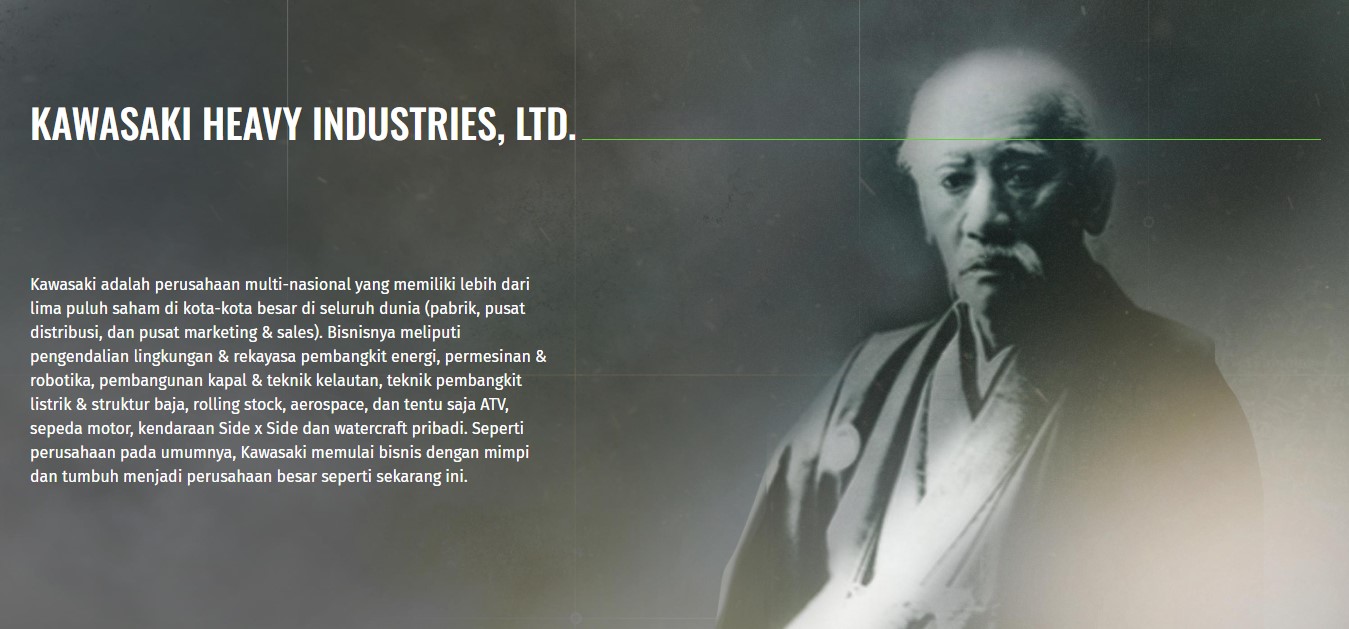 KAWASAKI HEAVY INDUSTRIES, LTD.
Kawasaki adalah perusahaan multi-nasional yang memiliki lebih dari
lima puluh saham di kota-kota besar di seluruh dunia (pabrik, pusat
distribusi, dan pusat marketing & sales). Bisnisnya meliputi
pengendalian lingkungan & rekayasa pembangkit energi, permesinan &
robotika, pembangunan kapal & teknik kelautan, teknik pembangkit
listrik & struktur baja, rolling stock, aerospace, dan tentu saja ATV,
sepeda motor, kendaraan Side x Side dan watercraft pribadi. Seperti
perusahaan pada umumnya, Kawasaki memulai bisnis dengan mimpi
dan tumbuh menjadi perusahaan besar seperti sekarang ini.